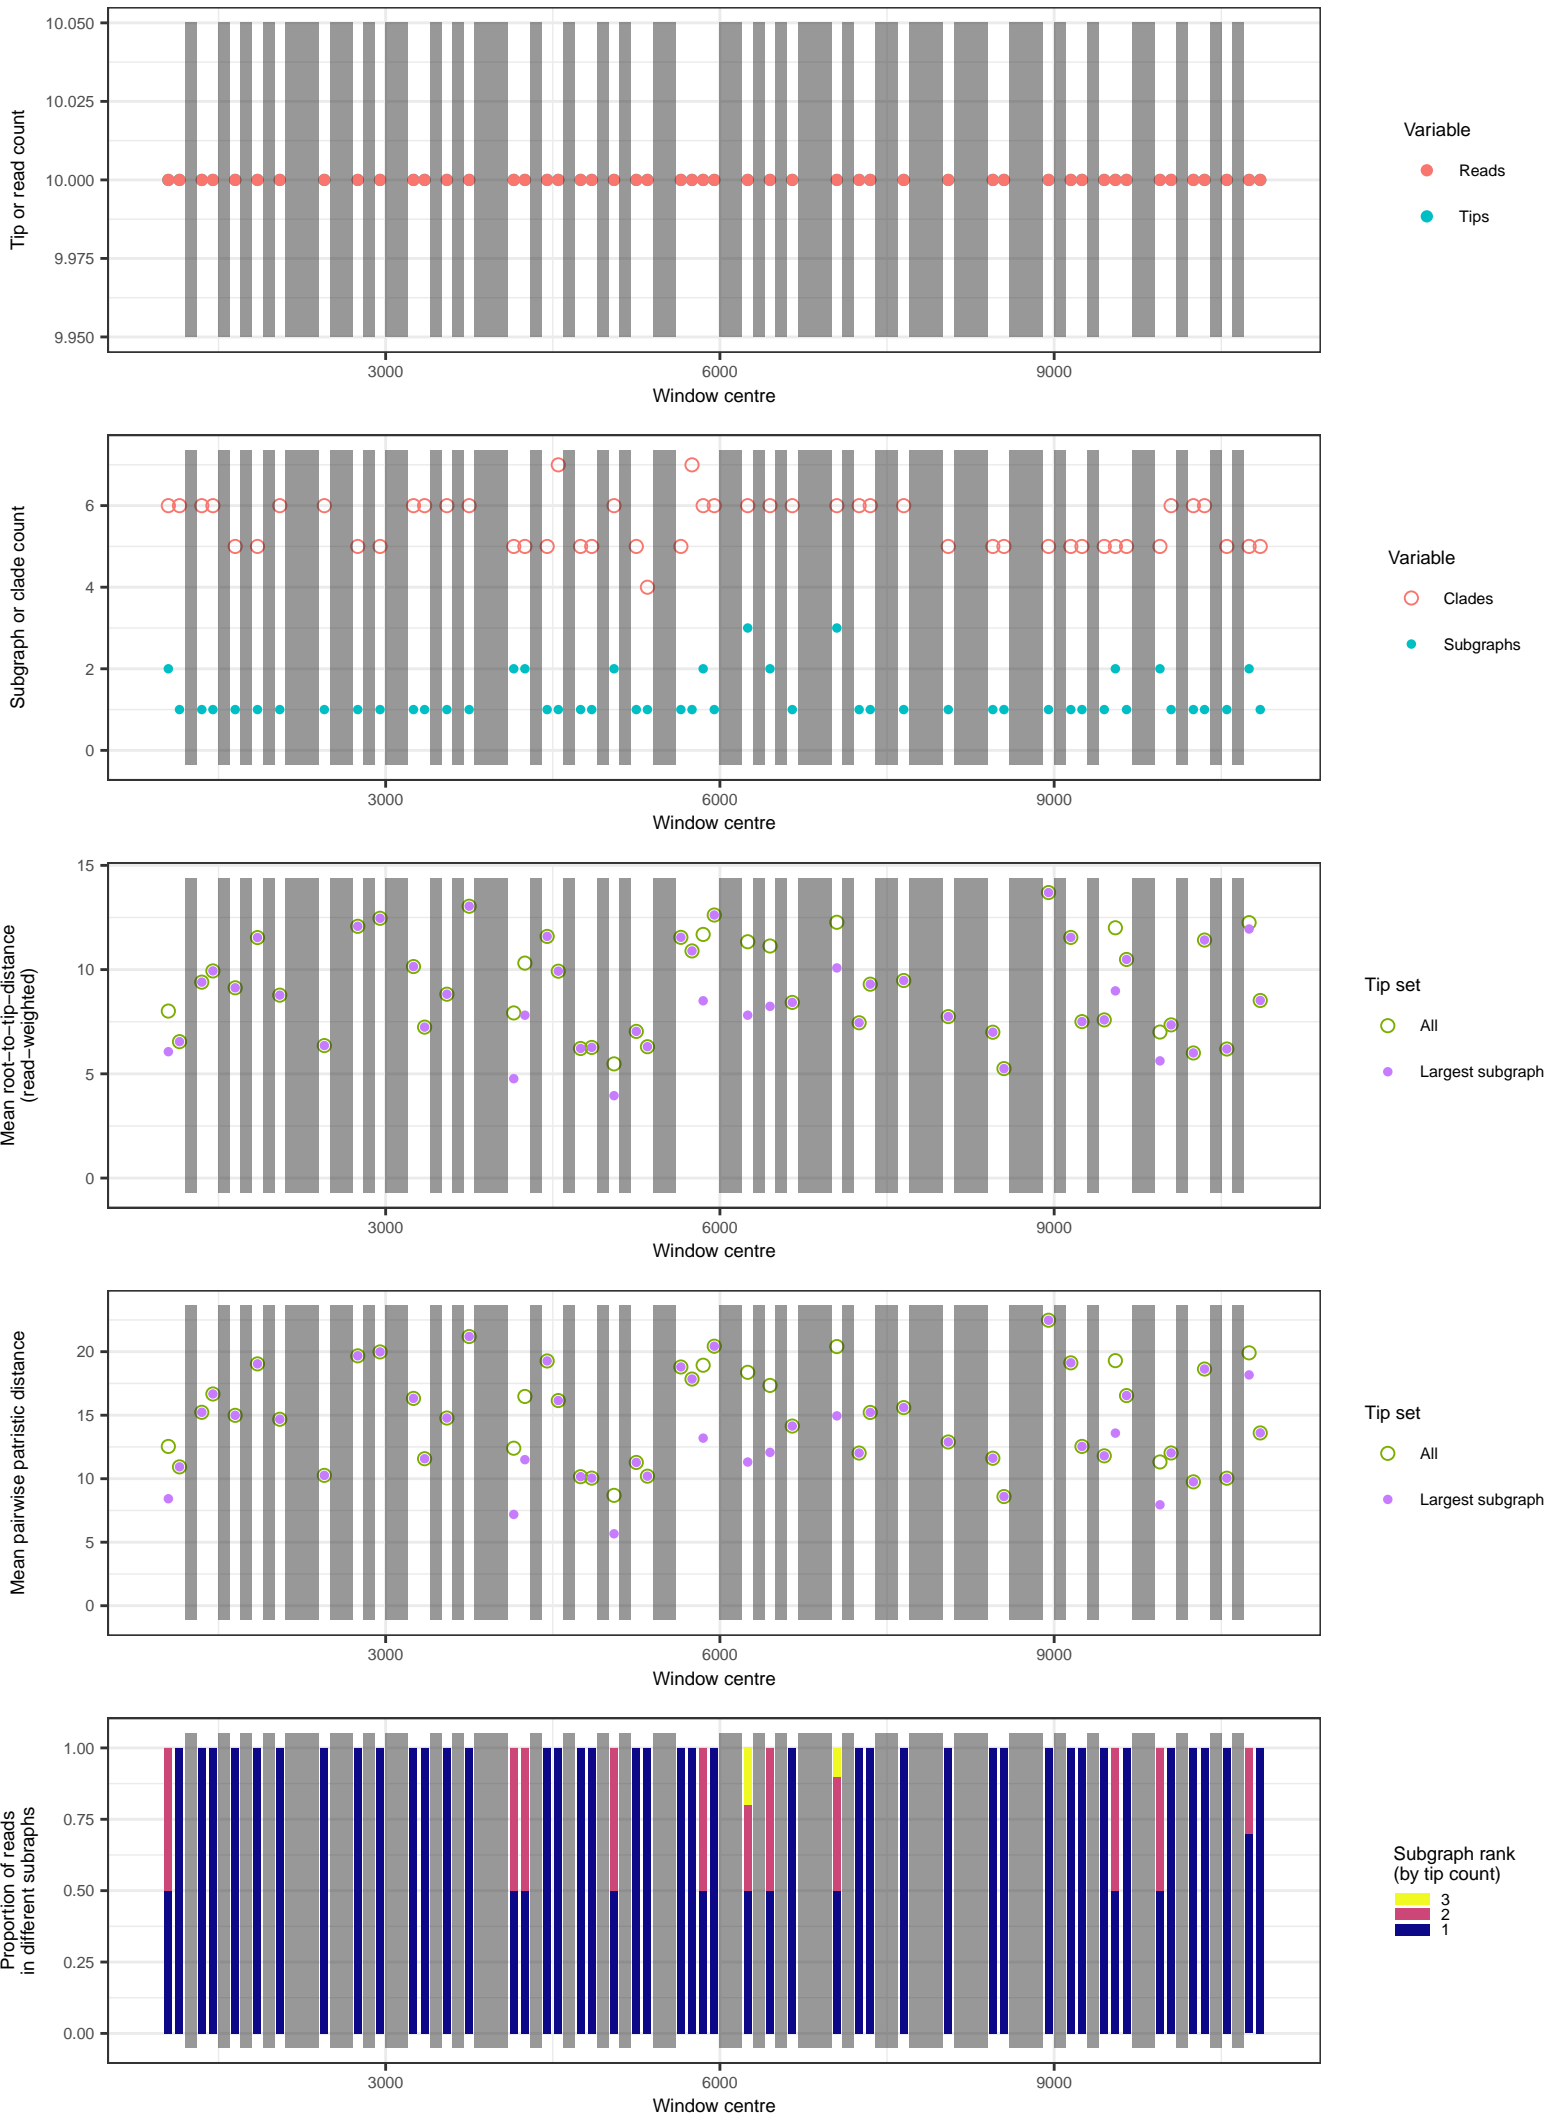 10.050
10.025
10.000
9.975
9.950
Tip or read count
3000
6000
9000
Window centre
Variable
Reads
Tips
6
4
2
0
Subgraph or clade count
3000
6000
9000
Window centre
Variable
Clades
Subgraphs
15
10
5
0
Mean root−to−tip−distance
(read−weighted)
3000
6000
9000
Window centre
Tip set
All
Largest subgraph
20
15
10
5
0
Mean pairwise patristic distance
3000
6000
9000
Window centre
Tip set
All
Largest subgraph
1.00
0.75
0.50
0.25
0.00
Proportion of reads
in different subraphs
3000
6000
9000
Window centre
Subgraph rank
(by tip count)
3
2
1